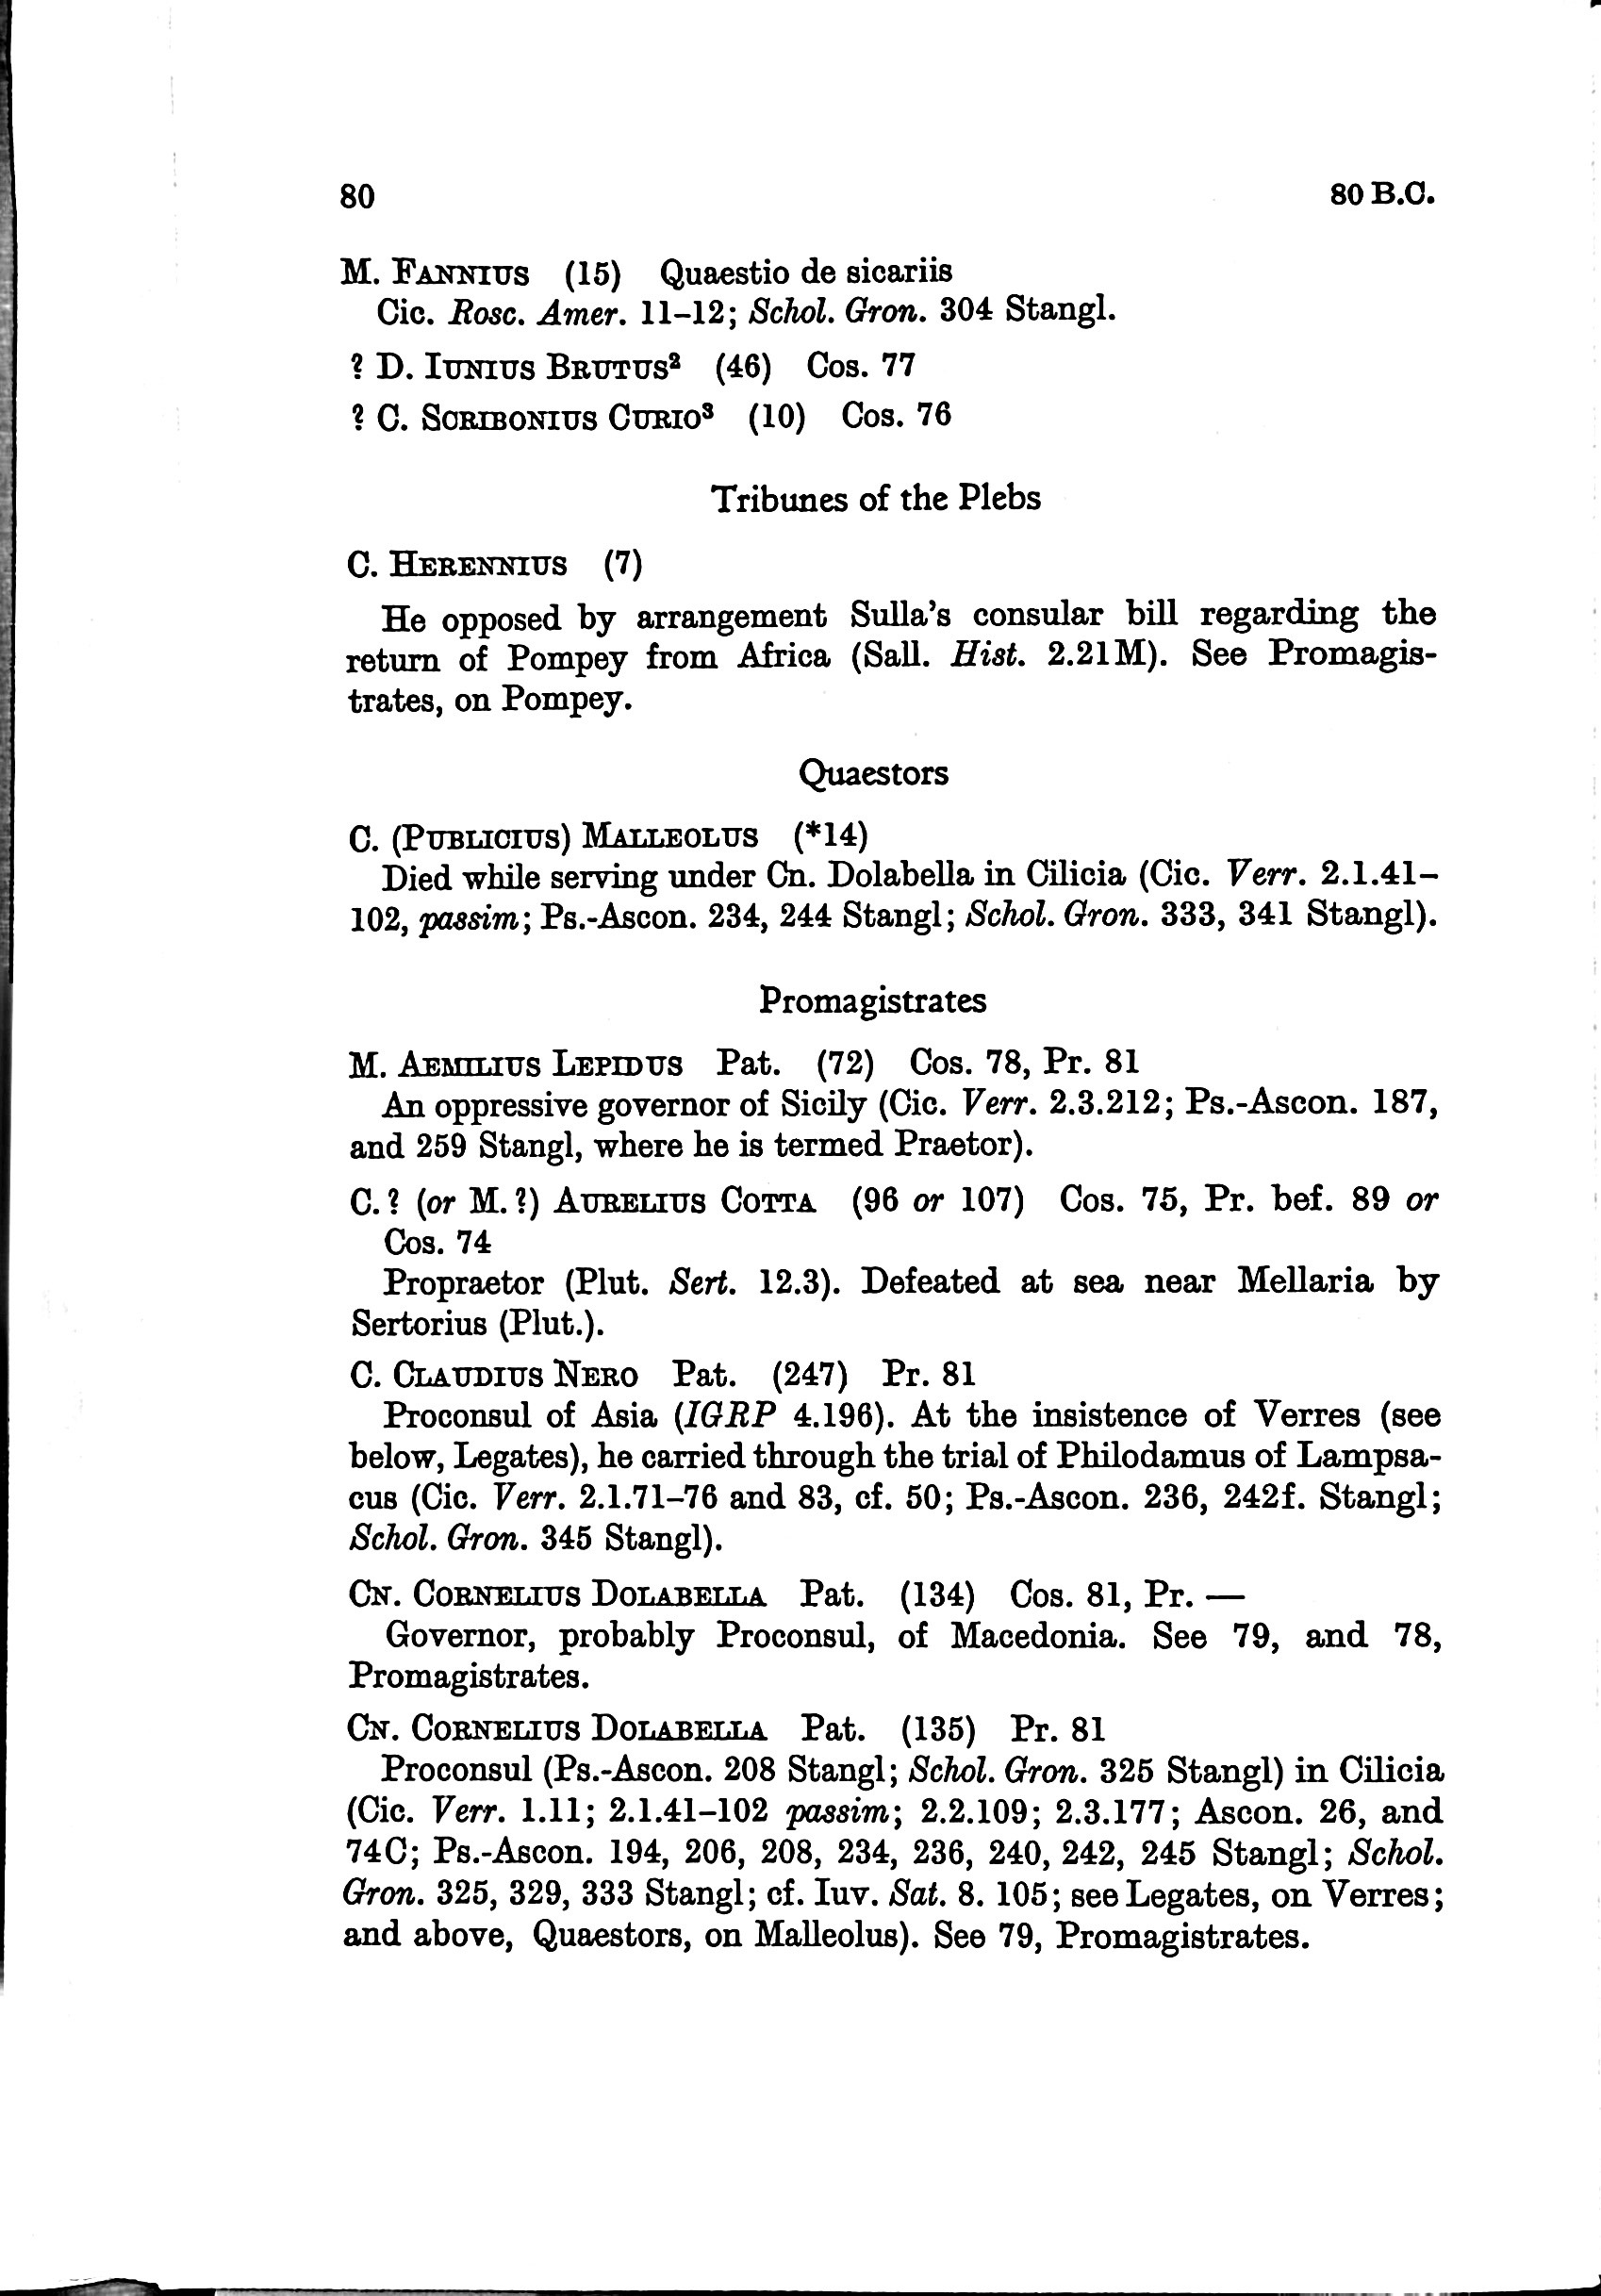 80 80 B.C.
M. FANNIUS (15) Quaestio de sicariis
Cic. Rosc. Amer. 11–12; Schol. Gron. 304 Stangl.
? D. IUNIUS BRUTUS² (46) Cos. 77
? C. SCRIBONIUS CURIO³ (10) Cos. 76
Tribunes of the Plebs
C. HERENNIUS (7)
He opposed by arrangement Sulla's consular bill regarding the
return of Pompey from Africa (Sall. Hist. 2.21M). See Promagis-
trates, on Pompey.
Quaestors
C. (PUBLICIUS) MALLEOLUS (*14)
Died while serving under Cn. Dolabella in Cilicia (Cic. Verr. 2.1.41–
102, passim; Ps.-Ascon. 234, 244 Stangl; Schol. Gron. 333, 341 Stangl).
Promagistrates
M. AEMILIUS LEPIDUS Pat. (72) Cos. 78, Pr. 81
An oppressive governor of Sicily (Cic. Verr. 2.3.212; Ps.-Ascon. 187,
and 259 Stangl, where he is termed Praetor).
C. ? (or M. ?) AURELIUS COTTA (96 or 107) Cos. 75, Pr. bef. 89 or
Cos. 74
Propraetor (Plut. Sert. 12.3). Defeated at sea near Mellaria by
Sertorius (Plut.).
C. CLAUDIUS NERO Pat. (247) Pr. 81
Proconsul of Asia (IGRP 4.196). At the insistence of Verres (see
below, Legates), he carried through the trial of Philodamus of Lampsa-
cus (Cic. Verr. 2.1.71–76 and 83, cf. 50; Ps.-Ascon. 236, 242f. Stangl;
Schol. Gron. 345 Stangl).
CN. CORNELIUS DOLABELLA Pat. (134) Cos. 81, Pr. —
Governor, probably Proconsul, of Macedonia. See 79, and 78,
Promagistrates.
CN. CORNELIUS DOLABELLA Pat. (135) Pr. 81
Proconsul (Ps.-Ascon. 208 Stangl; Schol. Gron. 325 Stangl) in Cilicia
(Cic. Verr. 1.11; 2.1.41–102 passim; 2.2.109; 2.3.177; Ascon. 26, and
74C; Ps.-Ascon. 194, 206, 208, 234, 236, 240, 242, 245 Stangl; Schol.
Gron. 325, 329, 333 Stangl; cf. Iuv. Sat. 8. 105; see Legates, on Verres;
and above, Quaestors, on Malleolus). See 79, Promagistrates.